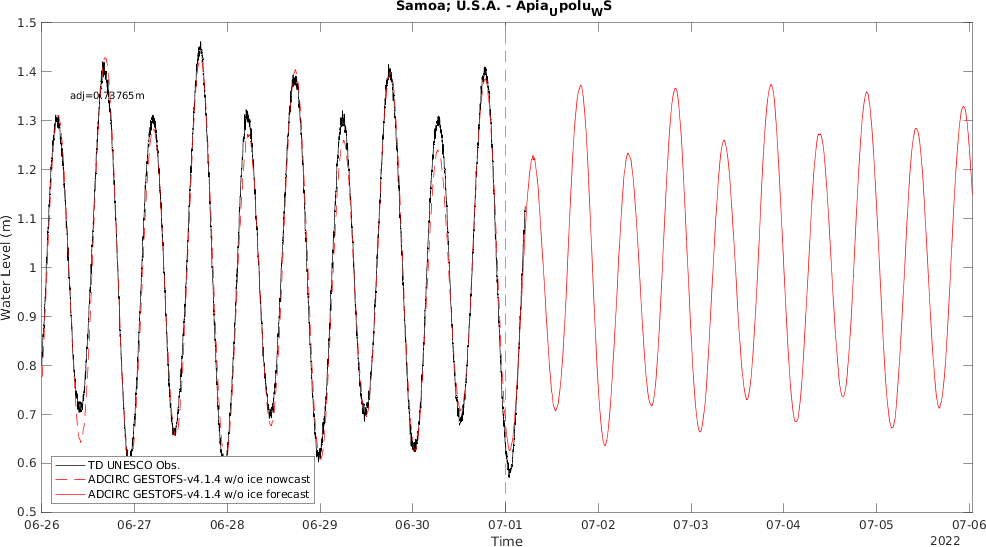 Samoa; U.S.A. - ApiaUpoluWS
1.5
1.4
adj=0.73765m
1.3
1.2
1.1
Water Level (m)
1
0.9
0.8
0.7
0.6
0.5
TD UNESCO Obs.
ADCIRC GESTOFS-v4.1.4 w/o ice nowcast
ADCIRC GESTOFS-v4.1.4 w/o ice forecast
06-26 06-27 06-28 06-29 06-30 07-01 07-02 07-03 07-04 07-05 07-06
Time
2022